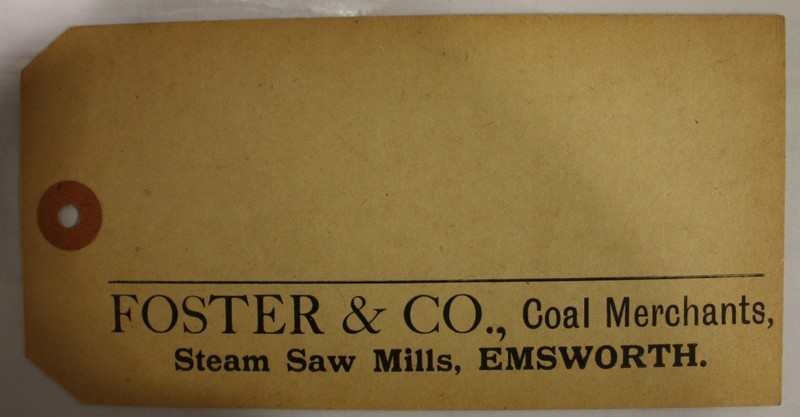 FOSTER & CO., Coal Merchants,
Steam Saw Mills, EMSWORTH.